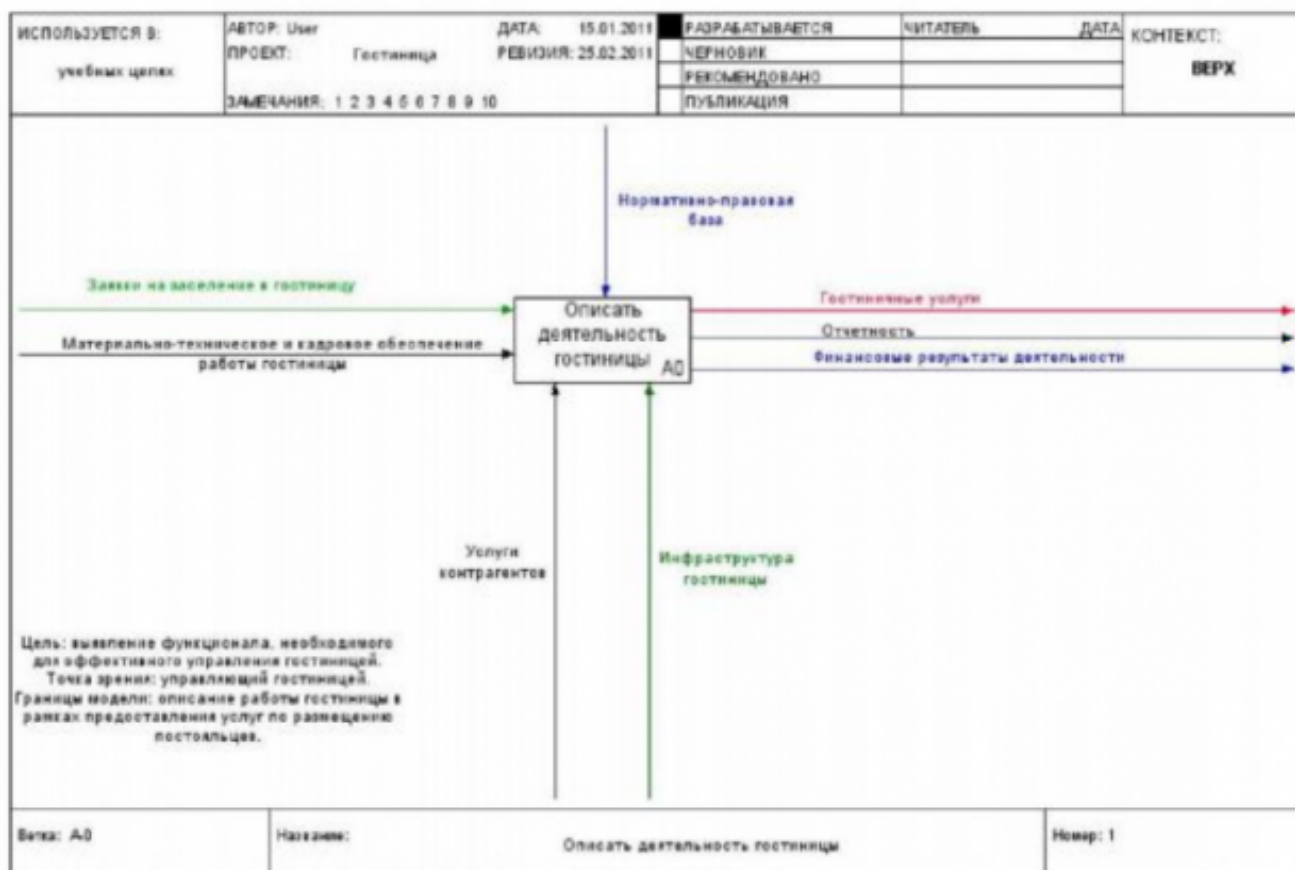 ИСПОЛЬЗУЕТСЯ В:
учебных целях
АВТОР: User
ДАТА: 15.01.2011
ПРОЕКТ: Гостиница
РЕВИЗИЯ: 25.02.2011
ЗАМЕЧАНИЯ: 1 2 3 4 5 6 7 8 9 10
РАЗРАБАТЫВАЕТСЯ
ЧЕРНОВИК
РЕКОМЕНДОВАНО
ПУБЛИКАЦИЯ
ЧИТАТЕЛЬ
ДАТА
КОНТЕКСТ:
ВЕРХ
Нормативно-правовая
база
Заявки на заселение в гостиницу
Материально-техническое и кадровое обеспечение
работы гостиницы
Описать
деятельность
гостиницы
A0
Гостиничные услуги
Отчетность
Финансовые результаты деятельности
Услуги
контрагентов
Инфраструктура
гостиницы
Цель: выявление функционала, необходимого
для эффективного управления гостиницей.
Точка зрения: управляющий гостиницей.
Границы модели: описание работы гостиницы в
рамках предоставления услуг по размещению
постояльцев.
Ветка: A-0
Название:
Описать деятельность гостиницы
Номер: 1